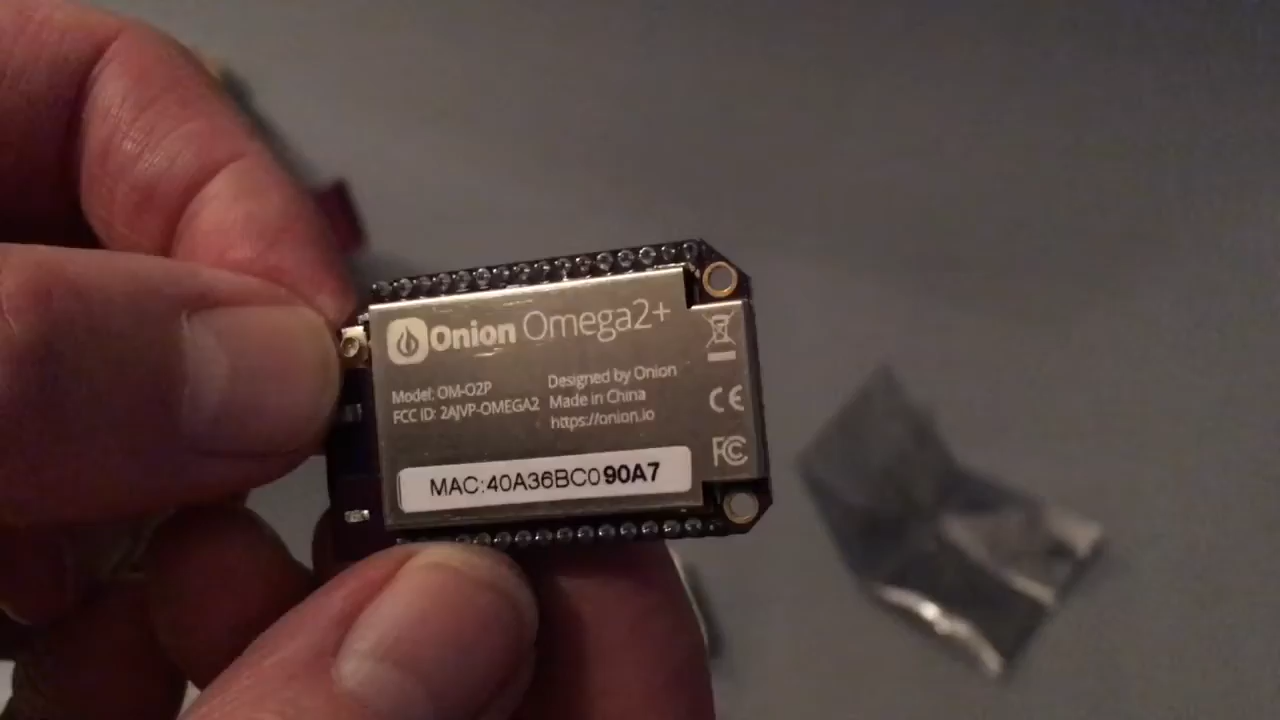 Onion Omega2+
Model: OM-O2P
FCC ID: 2AJVP-OMEGA2
Designed by Onion
Made in China
https://onion.io
CE
FC
MAC:40A36BC090A7